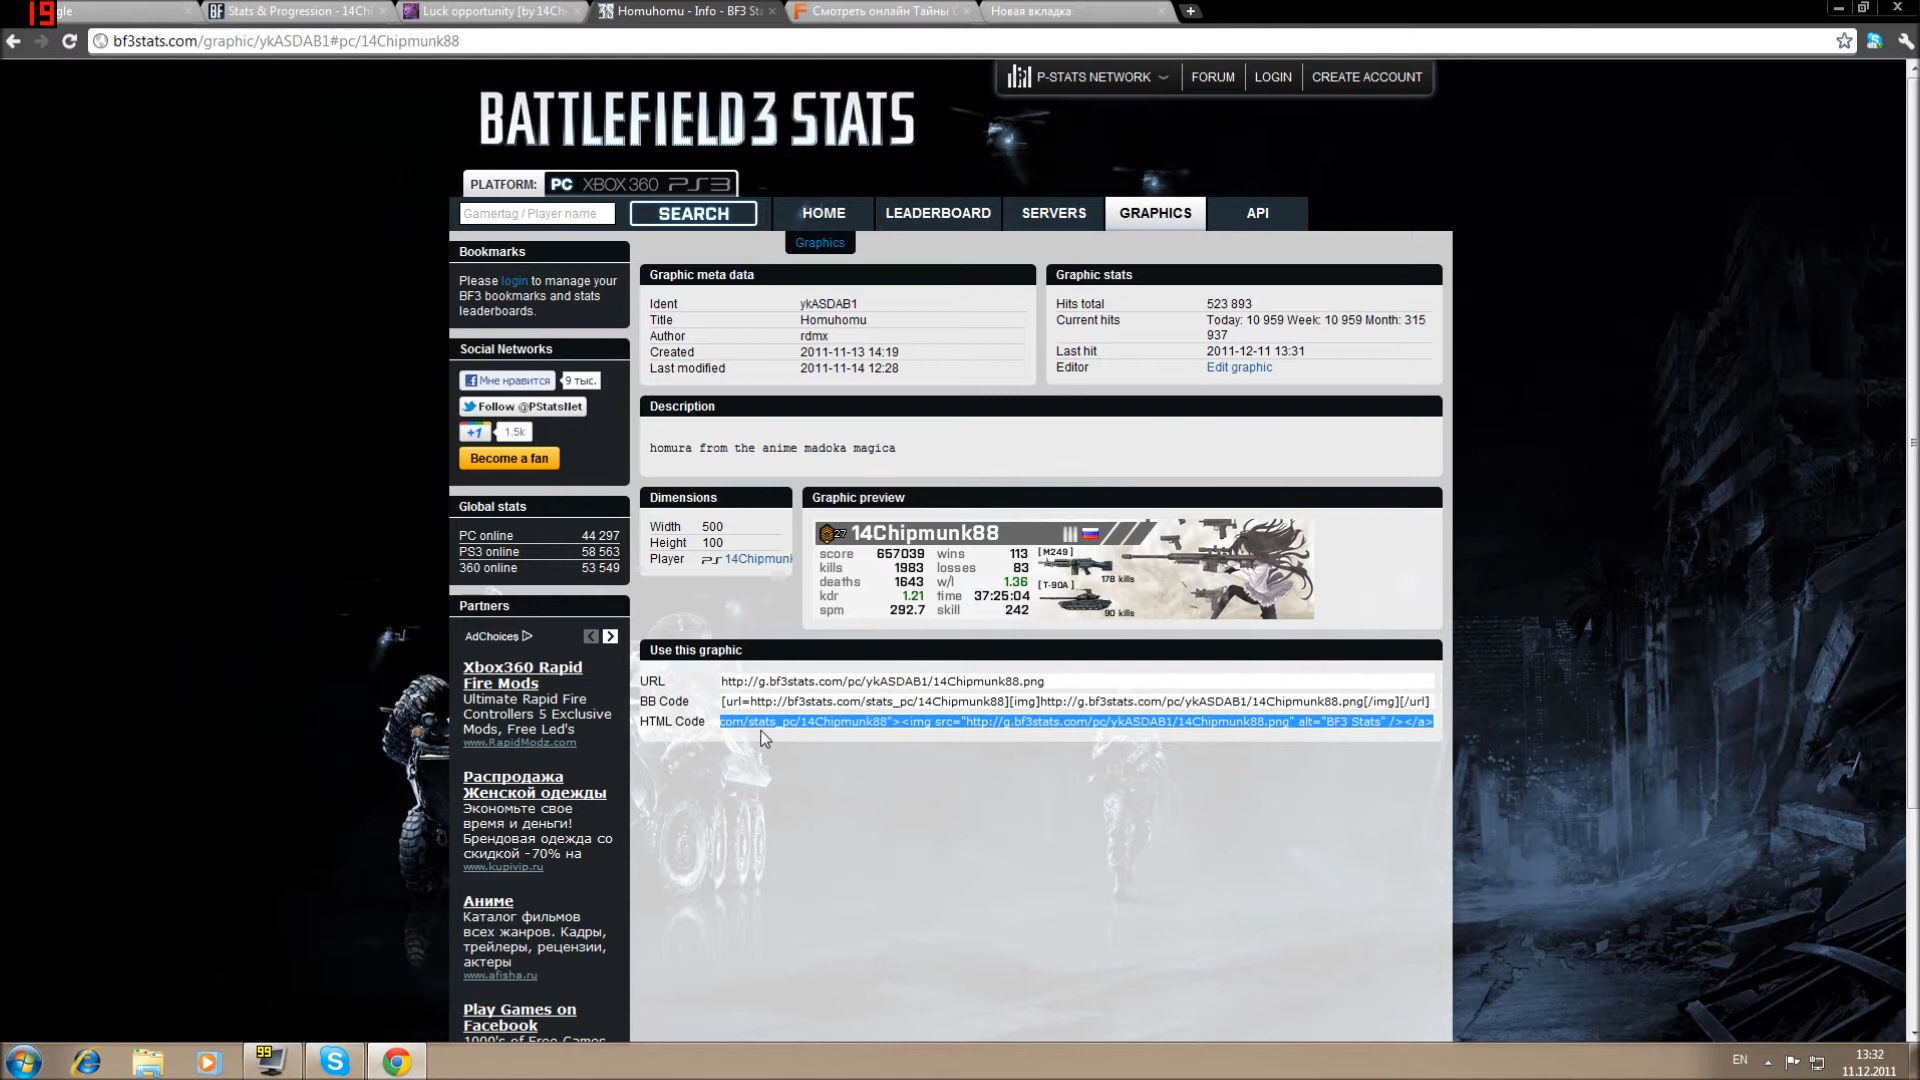 19
gle
Stats & Progression - 14Chi
Luck opportunity [by 14Ch
Homuhomu - Info - BF3 Sta
Смотреть онлайн Тайны
Новая вкладка
bf3stats.com/graphic/ykASDAB1#pc/14Chipmunk88
P-STATS NETWORK
FORUM
LOGIN
CREATE ACCOUNT
BATTLEFIELD 3 STATS
PLATFORM: PC XBOX360 PS3
Gamertag / Player name
SEARCH
HOME
LEADERBOARD
SERVERS
GRAPHICS
API
Graphics
Bookmarks
Please login to manage your
BF3 bookmarks and stats
leaderboards.
Social Networks
Мне нравится 9 тыс.
Follow @PStatsNet
+1 1.5k
Become a fan
Global stats
PC online 44 297
PS3 online 58 563
360 online 53 549
Partners
AdChoices
Xbox360 Rapid
Fire Mods
Ultimate Rapid Fire
Controllers 5 Exclusive
Mods, Free Led's
www.RapidModz.com
Распродажа
Женской одежды
Экономьте свое
время и деньги!
Брендовая одежда со
скидкой -70% на
www.kupivip.ru
Аниме
Каталог фильмов
всех жанров. Кадры,
трейлеры, рецензии,
актеры
www.afisha.ru
Play Games on
Facebook
1000's of Free Games
Graphic meta data
Ident ykASDAB1
Title Homuhomu
Author rdmx
Created 2011-11-13 14:19
Last modified 2011-11-14 12:28
Graphic stats
Hits total 523 893
Current hits Today: 10 959 Week: 10 959 Month: 315
937
Last hit 2011-12-11 13:31
Editor Edit graphic
Description
homura from the anime madoka magica
Dimensions
Width 500
Height 100
Player 14Chipmunk
Graphic preview
27 14Chipmunk88
score 657039 wins 113 [M249]
kills 1983 losses 83 178 kills
deaths 1643 w/l 1.36 [T-90A]
kdr 1.21 time 37:25:04
spm 292.7 skill 242 90 kills
Use this graphic
URL http://g.bf3stats.com/pc/ykASDAB1/14Chipmunk88.png
BB Code [url=http://bf3stats.com/stats_pc/14Chipmunk88][img]http://g.bf3stats.com/pc/ykASDAB1/14Chipmunk88.png[/img][/url]
HTML Code com/stats_pc/14Chipmunk88"><img src="http://g.bf3stats.com/pc/ykASDAB1/14Chipmunk88.png" alt="BF3 Stats" /></a>
99
EN
13:32
11.12.2011